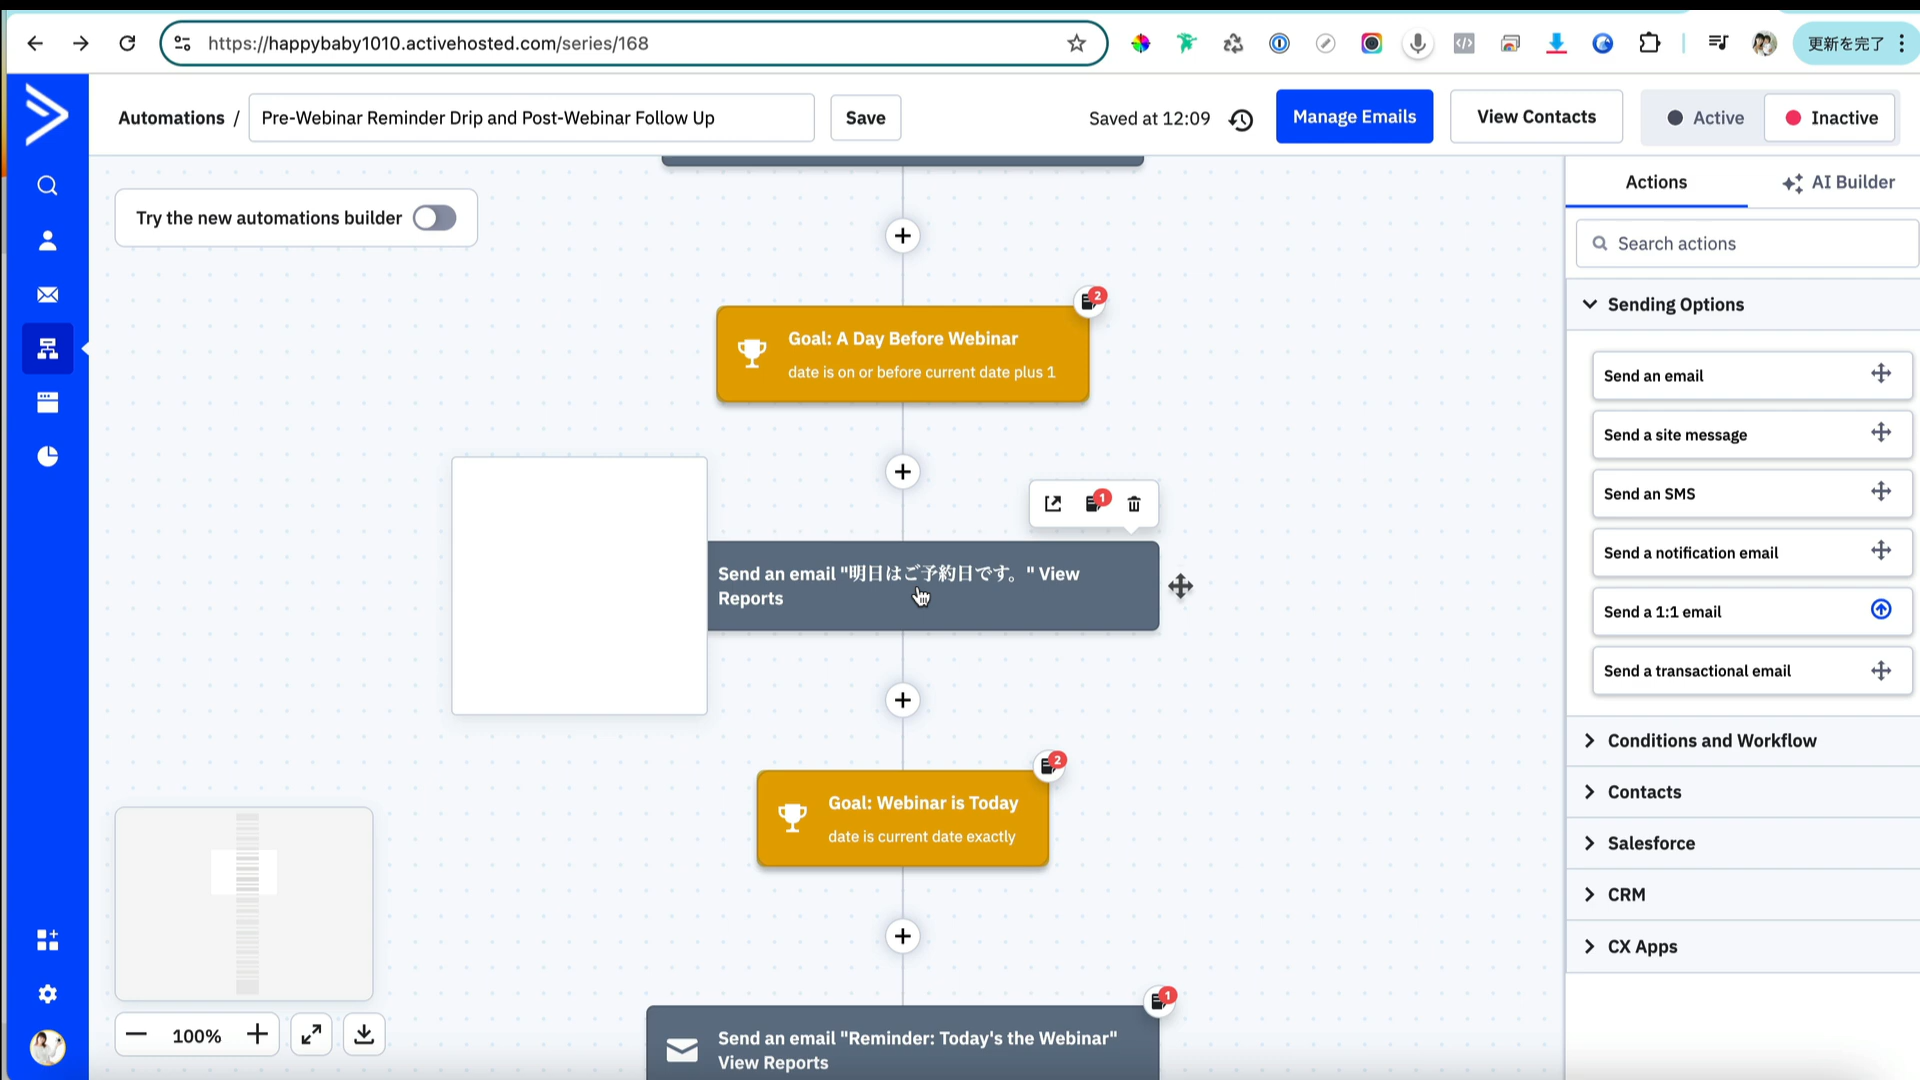 https://happybaby1010.activehosted.com/series/168
更新を完了
Automations /
Pre-Webinar Reminder Drip and Post-Webinar Follow Up
Save
Saved at 12:09
Manage Emails
View Contacts
Active
Inactive
Try the new automations builder
Actions
AI Builder
Search actions
Sending Options
Send an email
Send a site message
Send an SMS
Send a notification email
Send a 1:1 email
Send a transactional email
Conditions and Workflow
Contacts
Salesforce
CRM
CX Apps
2
Goal: A Day Before Webinar
date is on or before current date plus 1
1
Send an email "明日はご予約日です。" View
Reports
2
Goal: Webinar is Today
date is current date exactly
1
Send an email "Reminder: Today's the Webinar"
View Reports
100%